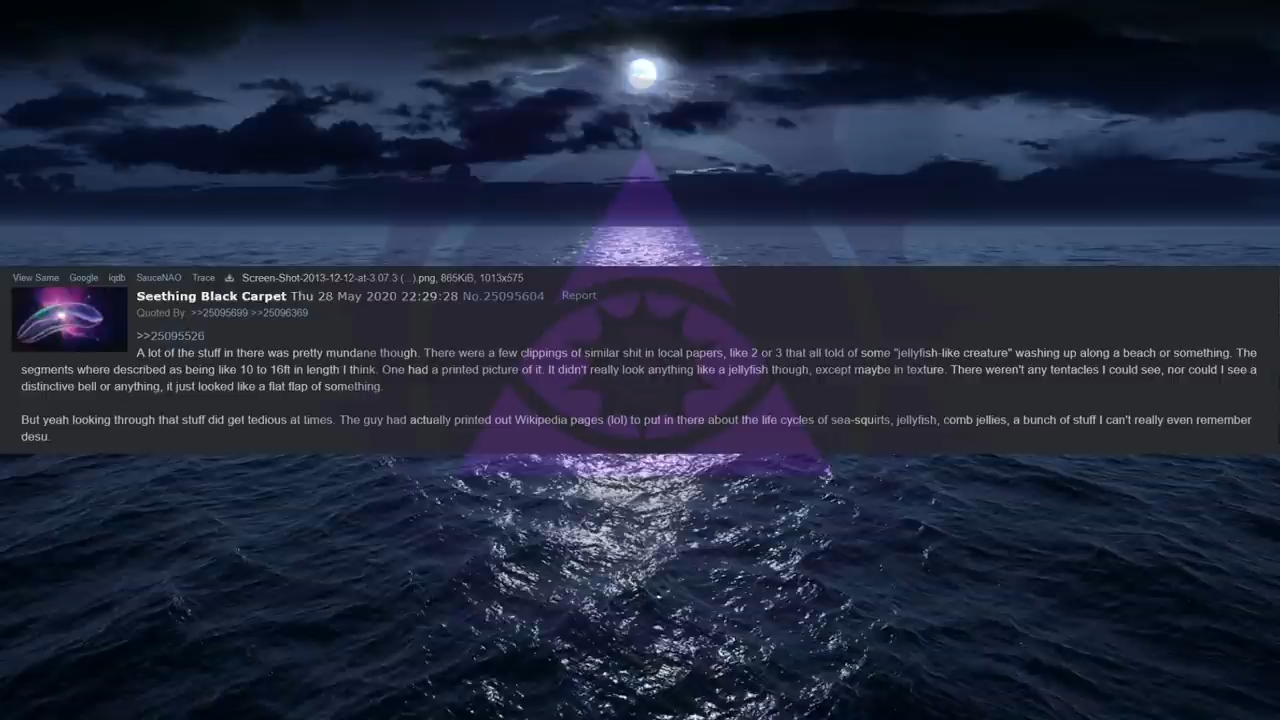 View Same Google iqdb SauceNAO Trace Screen-Shot-2013-12-12-at-3.07.3 (...).png, 865KiB, 1013x575
Seething Black Carpet Thu 28 May 2020 22:29:28 No.25095604 Report
Quoted By: >>25095699 >>25096369
>>25095526
A lot of the stuff in there was pretty mundane though. There were a few clippings of similar shit in local papers, like 2 or 3 that all told of some "jellyfish-like creature" washing up along a beach or something. The
segments where described as being like 10 to 16ft in length I think. One had a printed picture of it. It didn't really look anything like a jellyfish though, except maybe in texture. There weren't any tentacles I could see, nor could I see a
distinctive bell or anything, it just looked like a flat flap of something.
But yeah looking through that stuff did get tedious at times. The guy had actually printed out Wikipedia pages (lol) to put in there about the life cycles of sea-squirts, jellyfish, comb jellies, a bunch of stuff I can't really even remember
desu.